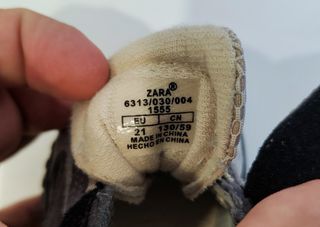 ZARA®
6313/030/004
1555
EU CN
21 130/59
MADE IN CHINA
HECHO EN CHINA